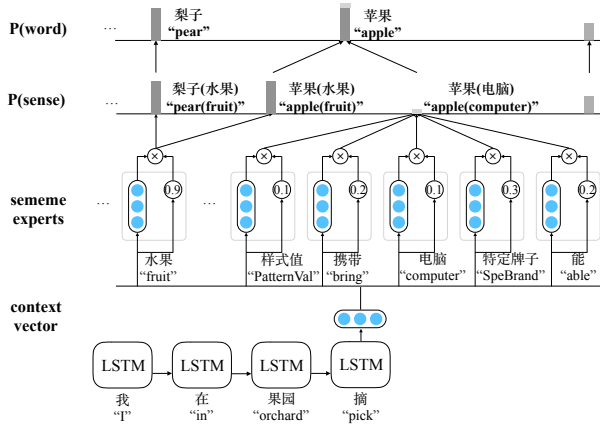 P(word)
…
梨子
“pear”
苹果
“apple”
P(sense)
…
梨子(水果)
“pear(fruit)”
苹果(水果)
“apple(fruit)”
苹果(电脑)
“apple(computer)”
sememe
experts
…
0.9
…
0.1
0.2
0.1
0.3
0.2
水果
“fruit”
样式值
“PatternVal”
携带
“bring”
电脑
“computer”
特定牌子
“SpeBrand”
能
“able”
context
vector
LSTM
LSTM
LSTM
LSTM
我
“I”
在
“in”
果园
“orchard”
摘
“pick”